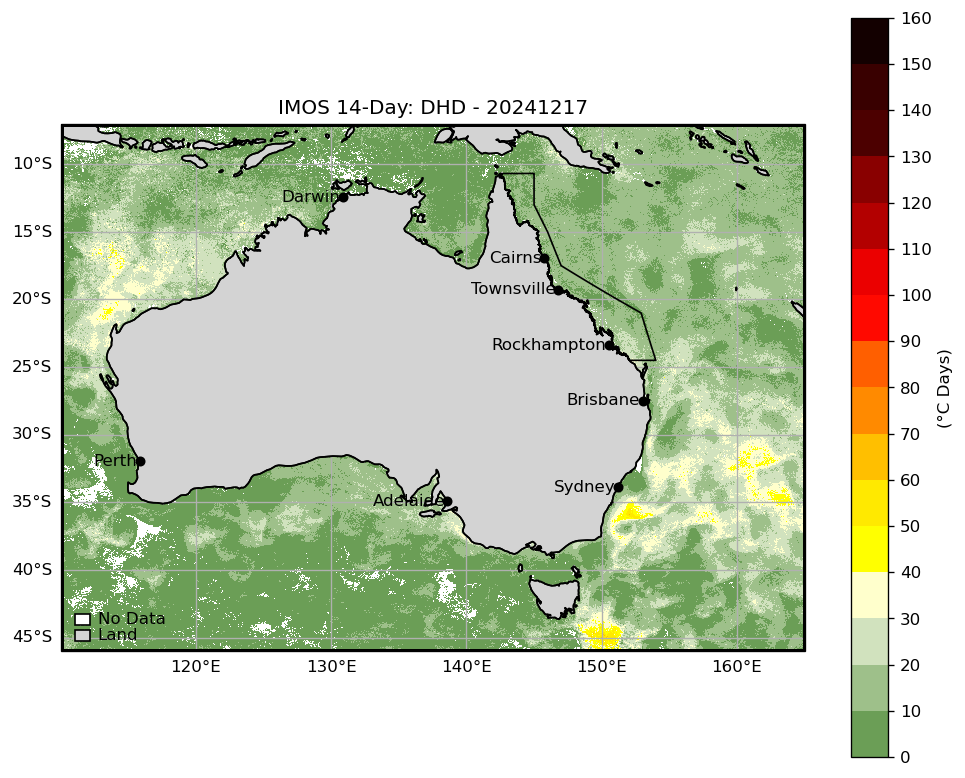 IMOS 14-Day: DHD - 20241217
160
150
140
130
120
110
100
90
80
70
60
50
40
30
20
10
0
(°C Days)
10°S
15°S
20°S
25°S
30°S
35°S
40°S
45°S
Darwin
Cairns
Townsville
Rockhampton
Brisbane
Perth
Sydney
Adelaide
No Data
Land
120°E
130°E
140°E
150°E
160°E